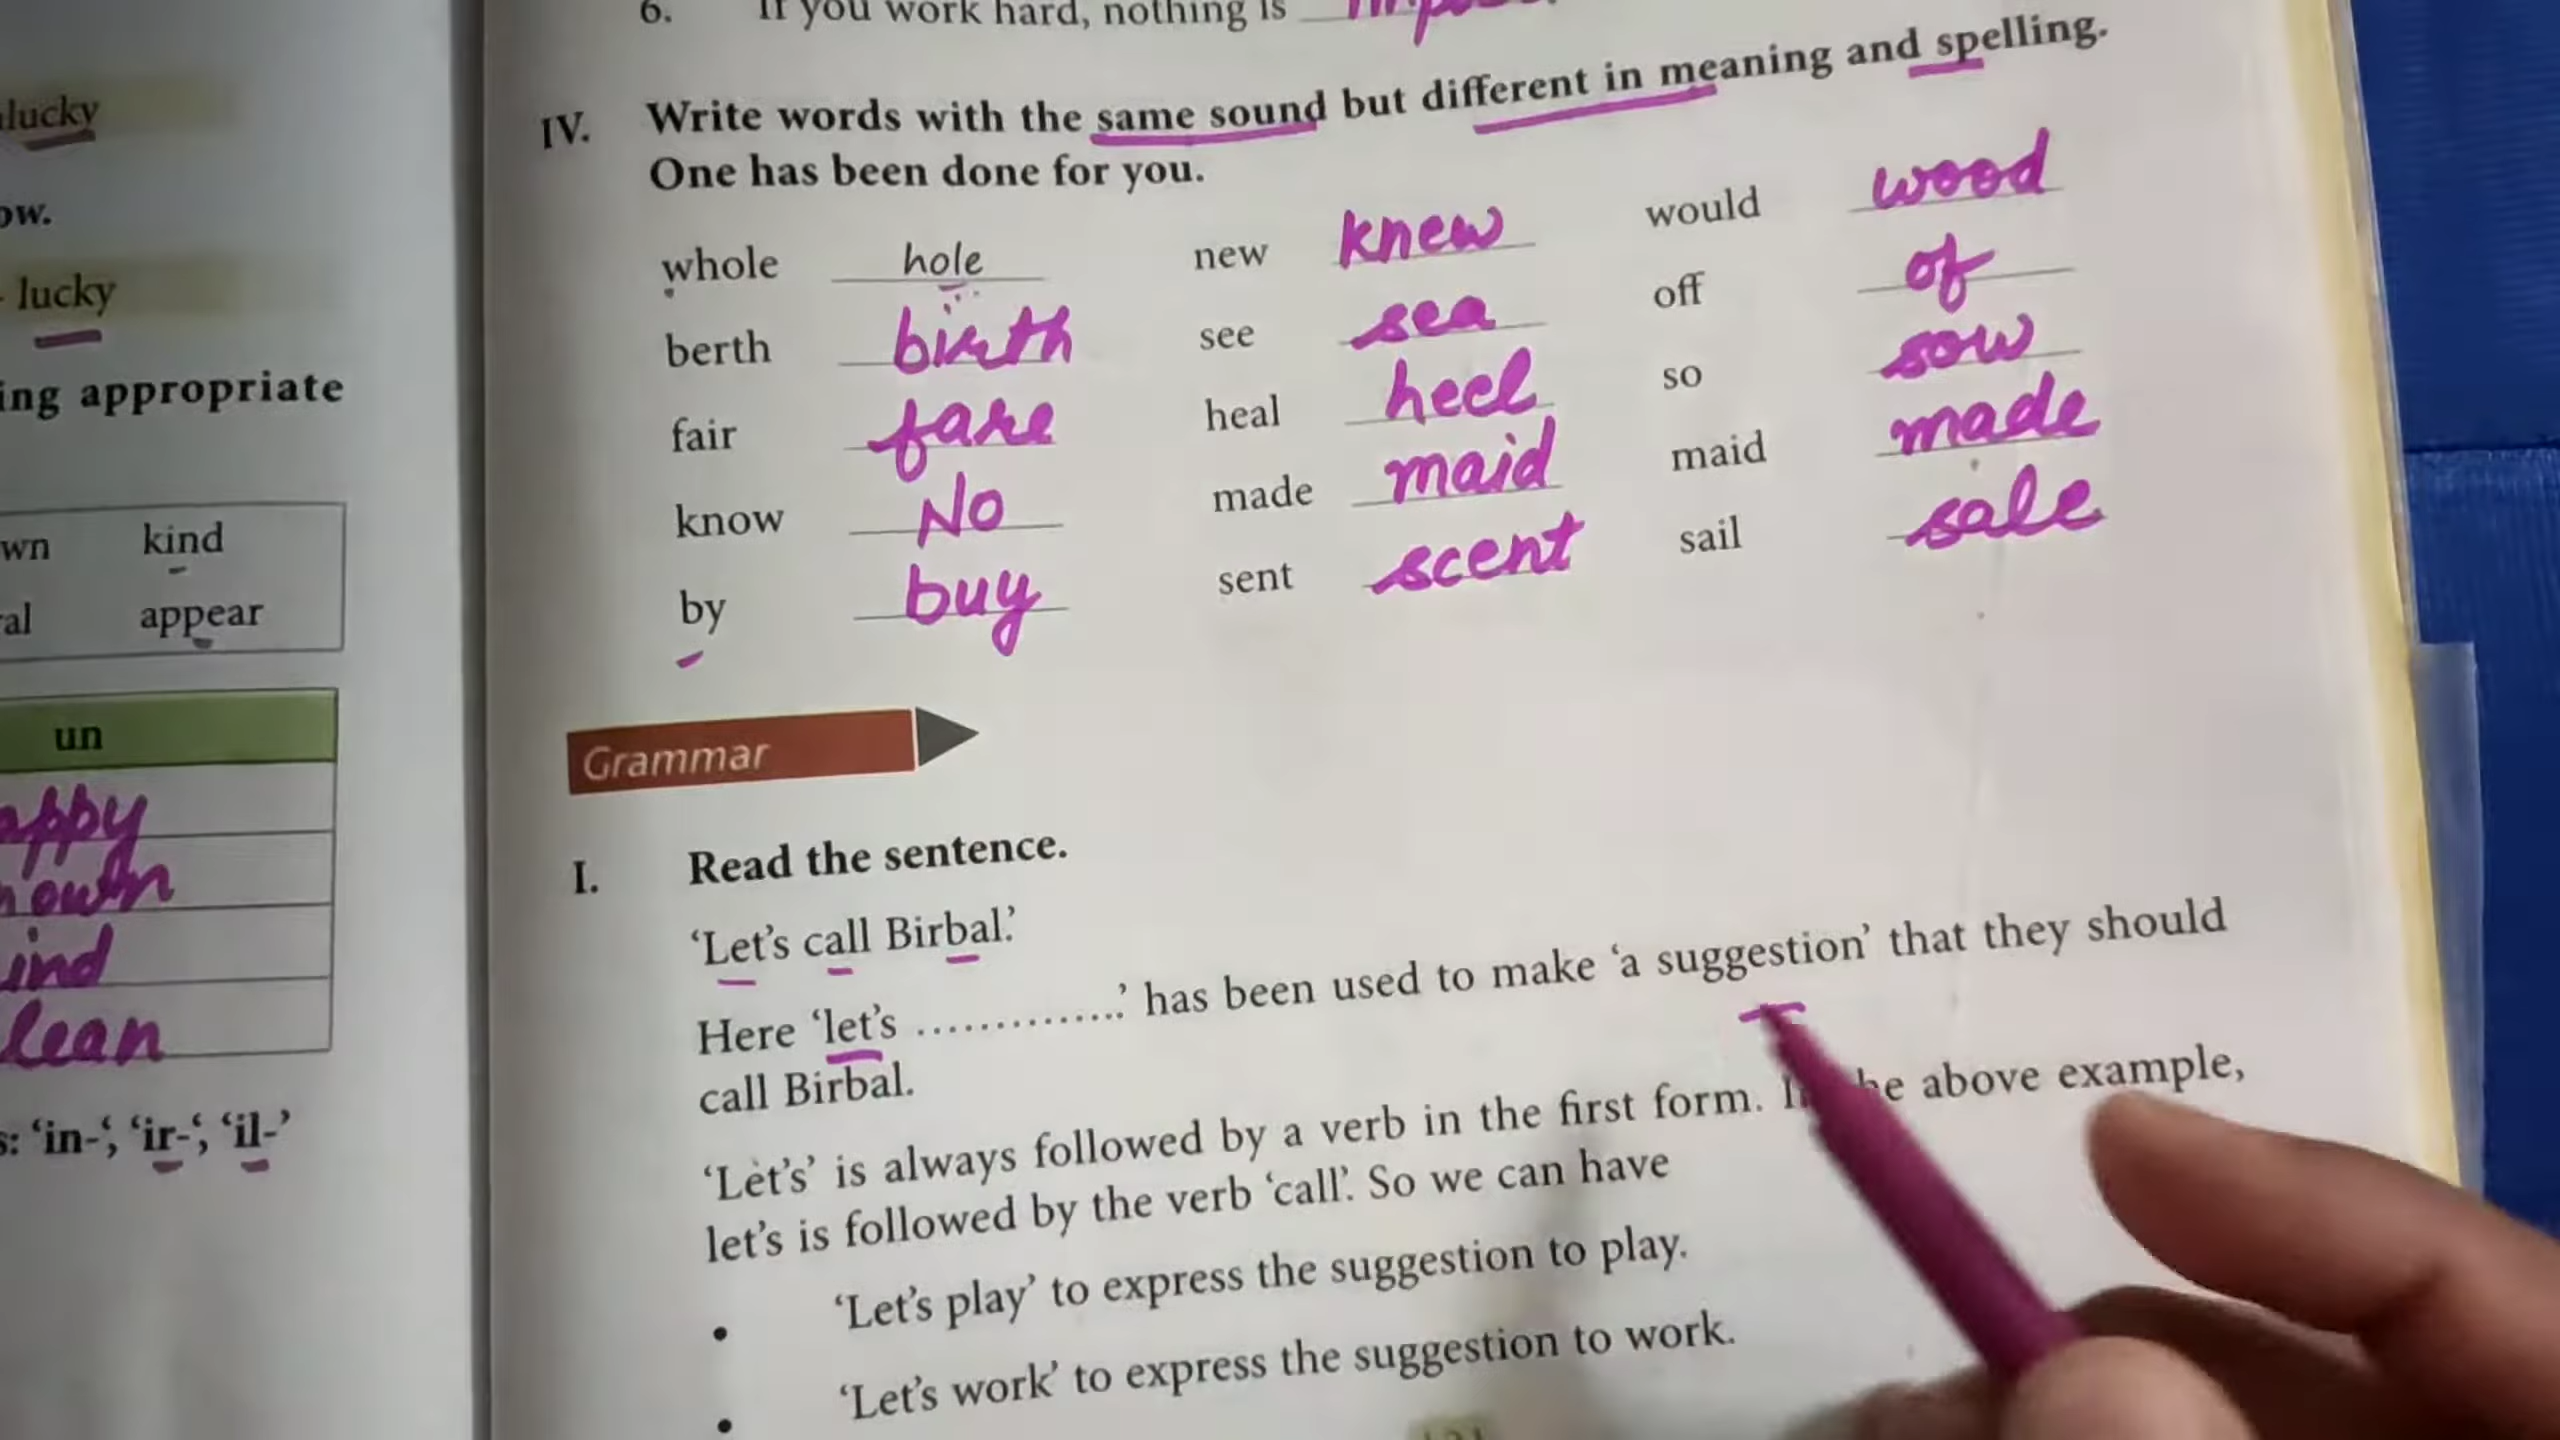 lucky
ow.
- lucky
ing appropriate
wn kind
al appear
un
appy
ind
lean
s: ‘in-‘, ‘ir-‘, ‘il-’
6. If you work hard, nothing is
IV. Write words with the same sound but different in meaning and spelling.
One has been done for you.
whole hole new knew would wood
berth birth see sea off of
fair fare heal heel so sow
know No made maid maid made
by buy sent scent sail sale
Grammar
I. Read the sentence.
‘Let’s call Birbal.’
Here ‘let’s ...............’ has been used to make ‘a suggestion’ that they should
call Birbal.
‘Let’s’ is always followed by a verb in the first form. he above example,
let’s is followed by the verb ‘call’. So we can have
• ‘Let’s play’ to express the suggestion to play.
• ‘Let’s work’ to express the suggestion to work.